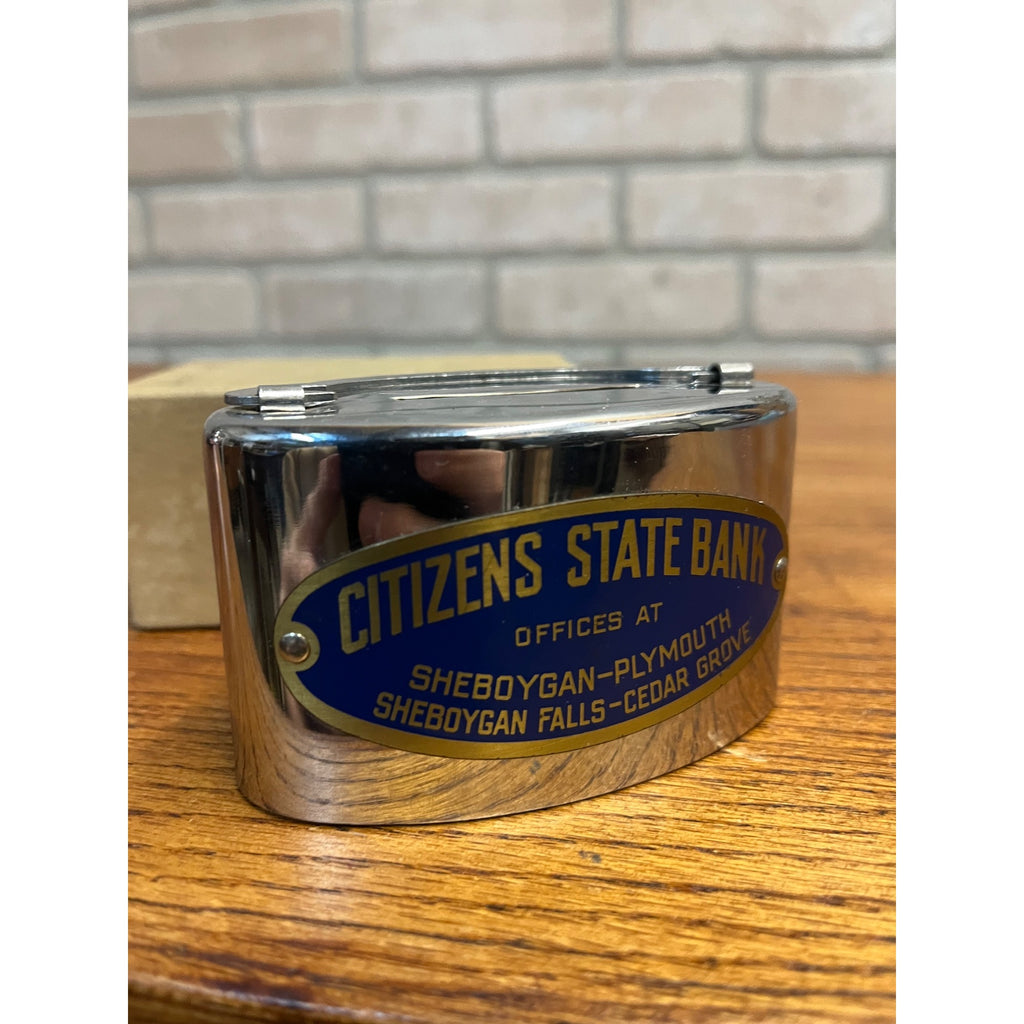 CITIZENS STATE BANK
OFFICES AT
SHEBOYGAN-PLYMOUTH
SHEBOYGAN FALLS-CEDAR GROVE